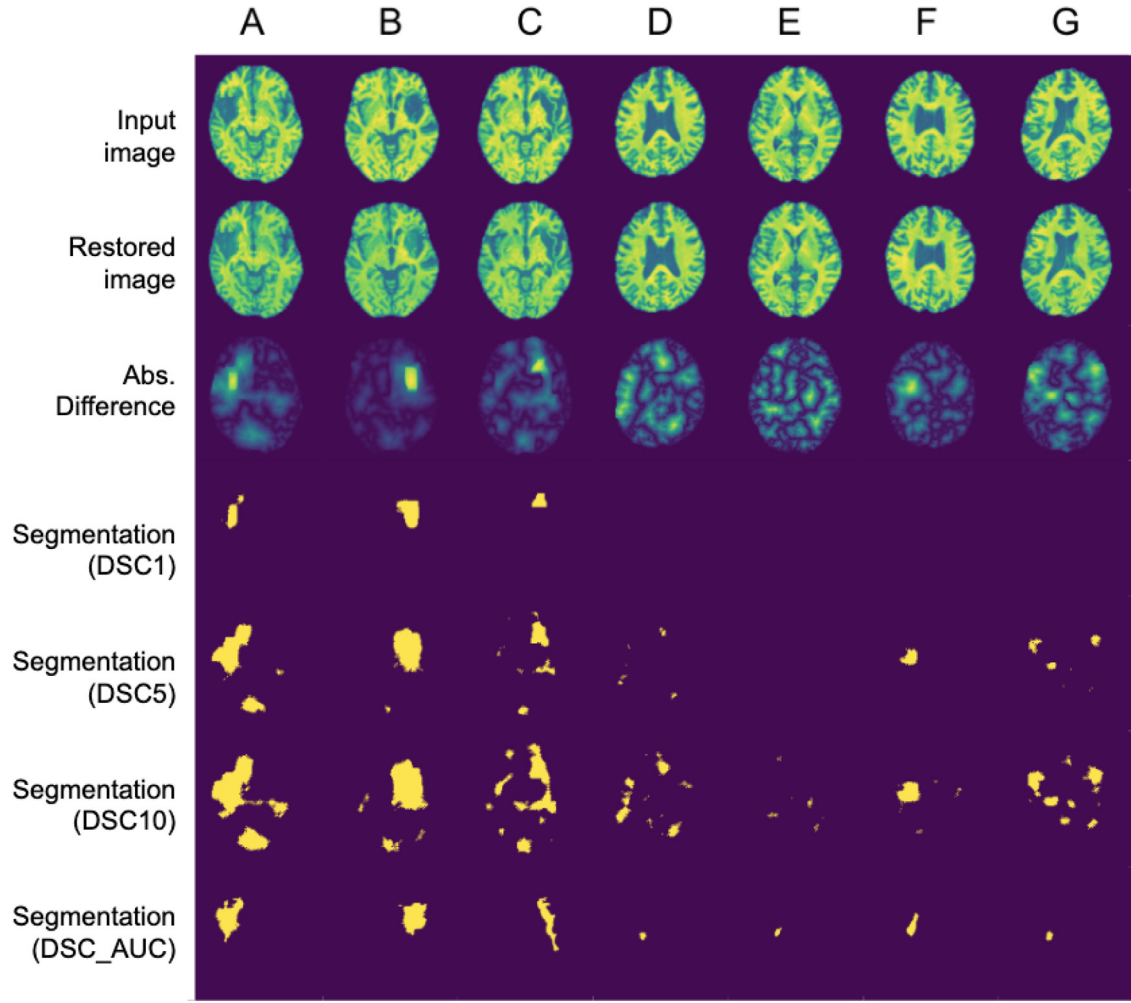 A B C D E F G
Input
image
Restored
image
Abs.
Difference
Segmentation
(DSC1)
Segmentation
(DSC5)
Segmentation
(DSC10)
Segmentation
(DSC_AUC)